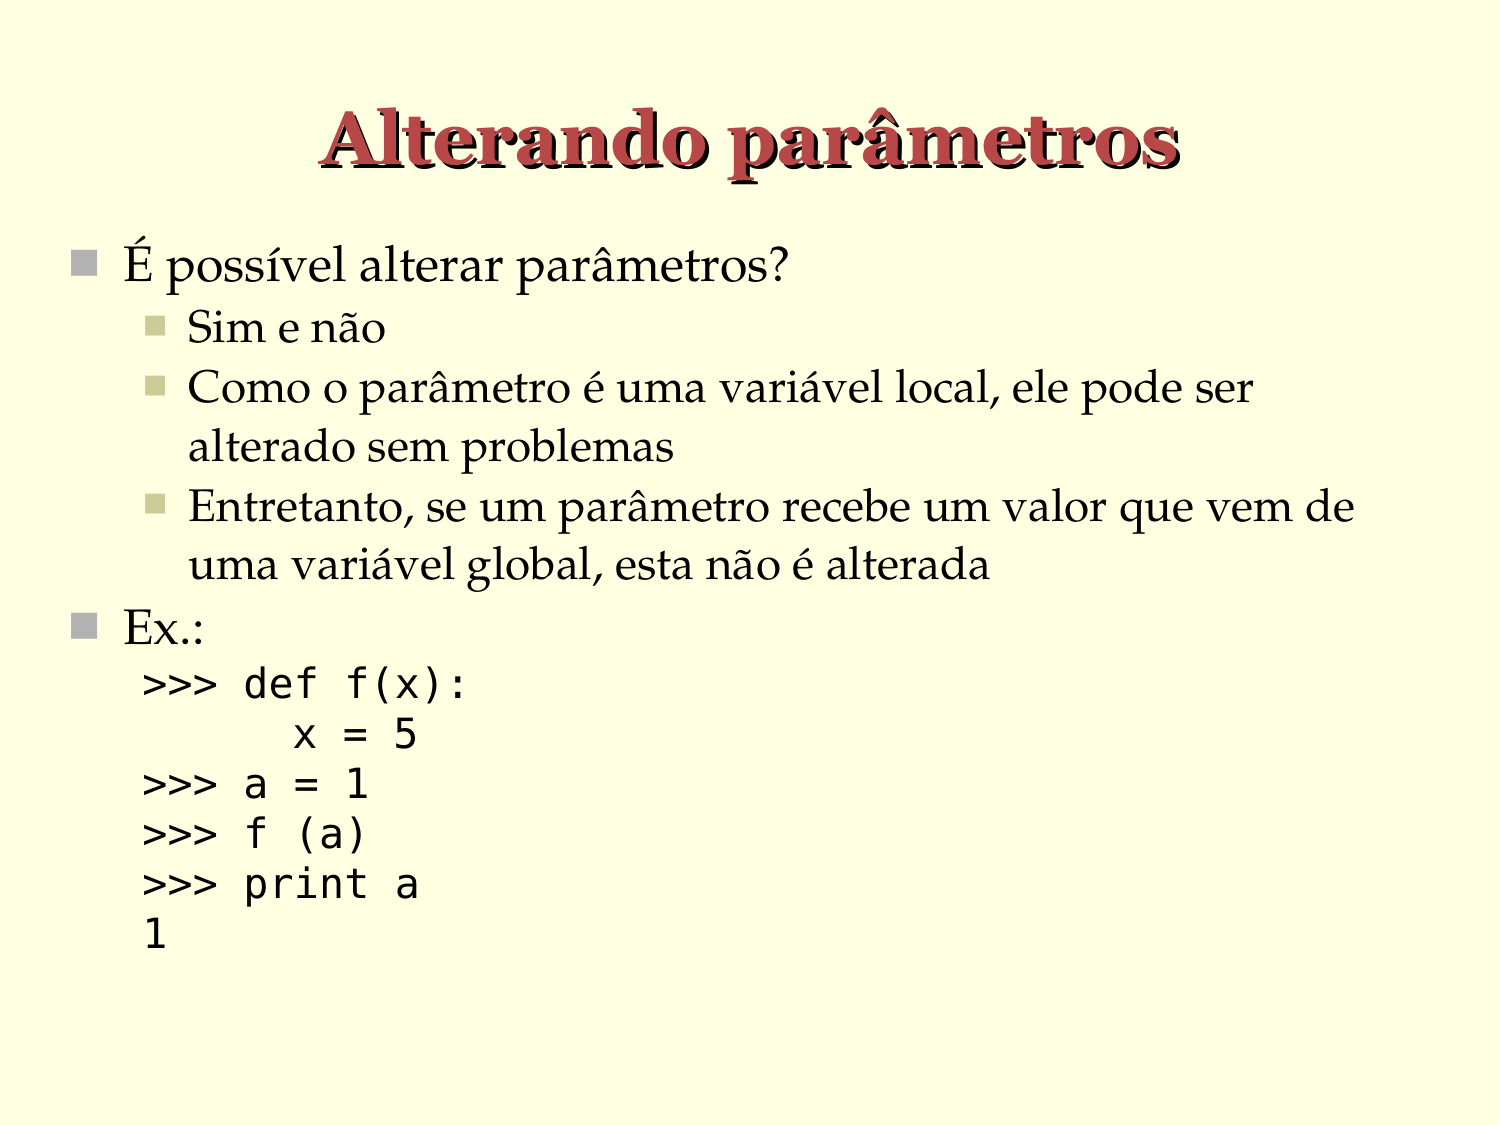 Alterando parâmetros
É possível alterar parâmetros?
Sim e não
Como o parâmetro é uma variável local, ele pode ser
alterado sem problemas
Entretanto, se um parâmetro recebe um valor que vem de
uma variável global, esta não é alterada
Ex.:
>>> def f(x):
x = 5
>>> a = 1
>>> f (a)
>>> print a
1